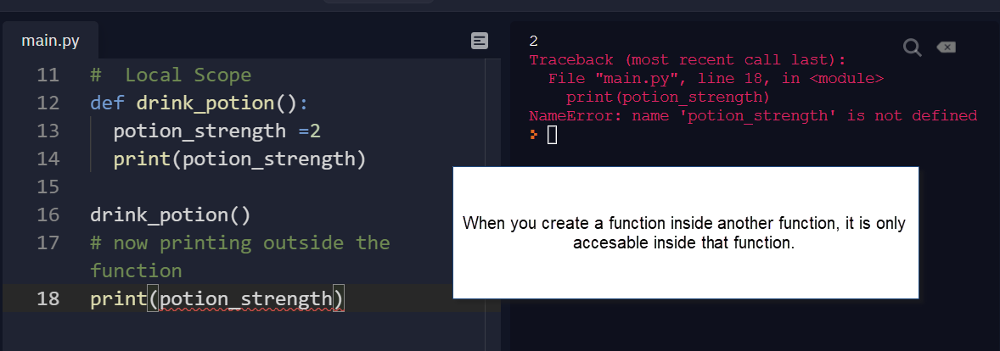 main.py
11 #  Local Scope
12 def drink_potion():
13   potion_strength =2
14   print(potion_strength)
15
16 drink_potion()
17 # now printing outside the
function
18 print(potion_strength)
2
Traceback (most recent call last):
  File "main.py", line 18, in <module>
    print(potion_strength)
NameError: name 'potion_strength' is not defined
When you create a function inside another function, it is only
accesable inside that function.